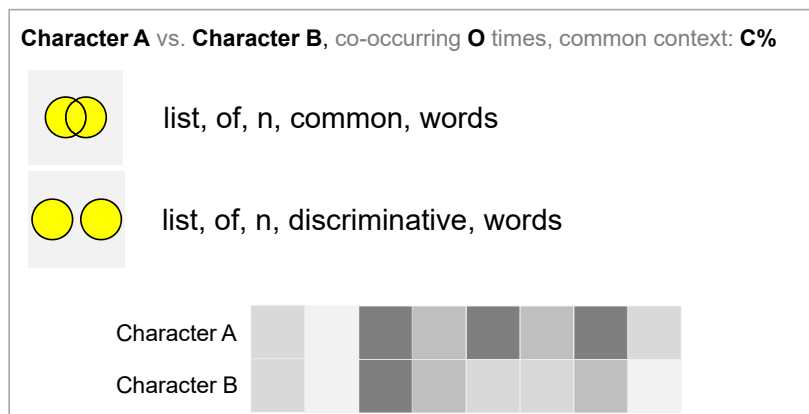 Character A vs. Character B, co-occurring O times, common context: C%
list, of, n, common, words
list, of, n, discriminative, words
Character A
Character B